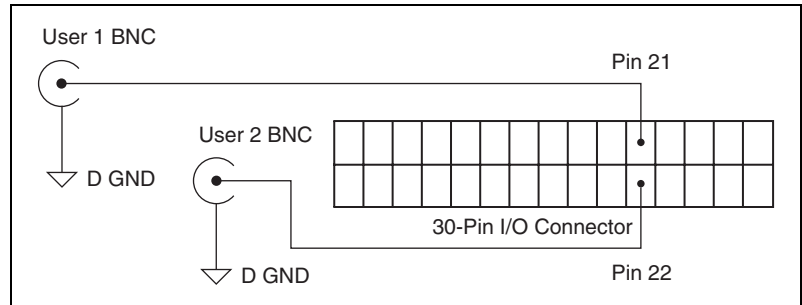 User 1 BNC
Pin 21
User 2 BNC
D GND
30-Pin I/O Connector
D GND
Pin 22